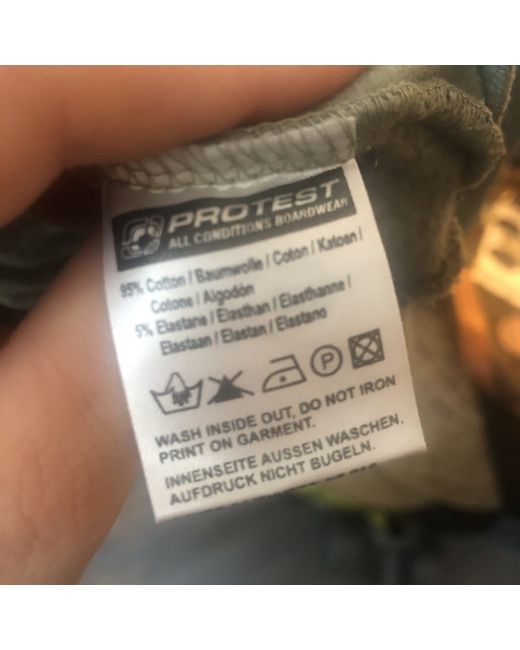 PROTEST
ALL CONDITIONS BOARDWEAR
95% Cotton / Baumwolle / Coton / Katoen /
Cotone / Algodón
5% Elastane / Elasthan / Elasthanne /
Elastaan / Elastan / Elastano
P
WASH INSIDE OUT, DO NOT IRON
PRINT ON GARMENT.
INNENSEITE AUSSEN WASCHEN,
AUFDRUCK NICHT BUGELN.